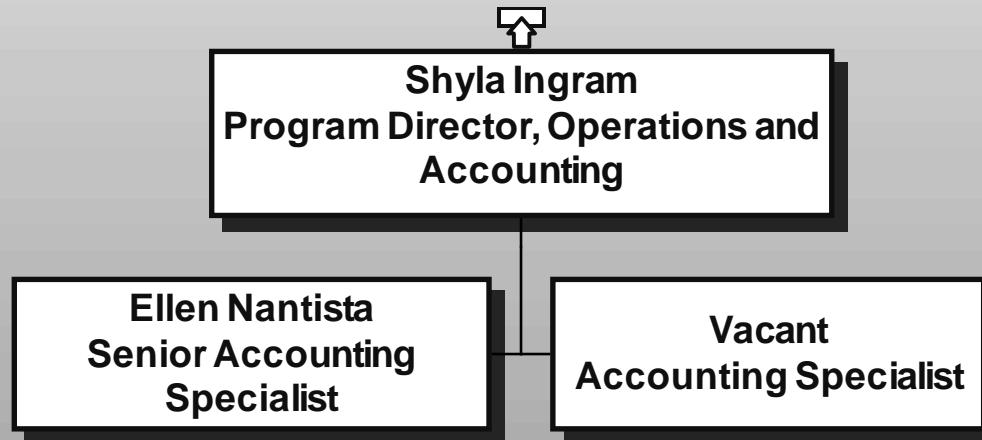 Shyla Ingram
Program Director, Operations and
Accounting
Ellen Nantista
Senior Accounting
Specialist
Vacant
Accounting Specialist